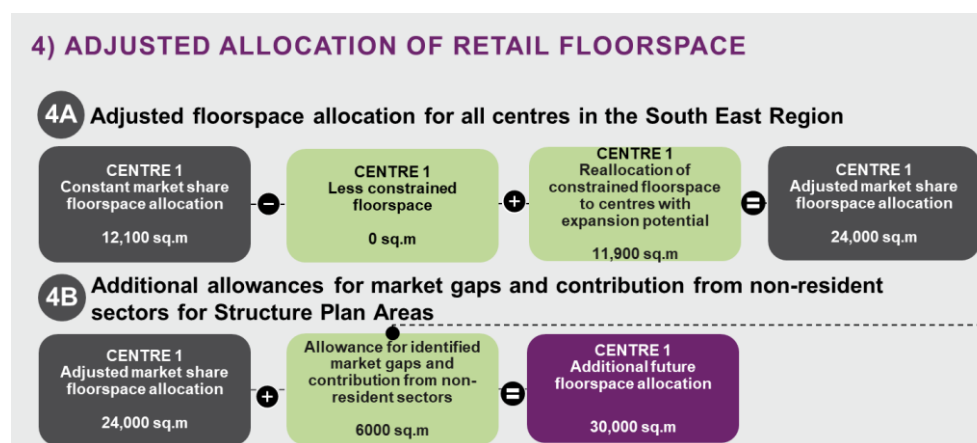 4) ADJUSTED ALLOCATION OF RETAIL FLOORSPACE
4A Adjusted floorspace allocation for all centres in the South East Region
CENTRE 1
Constant market share
floorspace allocation
12,100 sq.m
−
CENTRE 1
Less constrained
floorspace
0 sq.m
+
CENTRE 1
Reallocation of
constrained floorspace
to centres with
expansion potential
11,900 sq.m
=
CENTRE 1
Adjusted market share
floorspace allocation
24,000 sq.m
4B Additional allowances for market gaps and contribution from non-resident
sectors for Structure Plan Areas
CENTRE 1
Adjusted market share
floorspace allocation
24,000 sq.m
+
Allowance for identified
market gaps and
contribution from non-
resident sectors
6000 sq.m
=
CENTRE 1
Additional future
floorspace allocation
30,000 sq.m